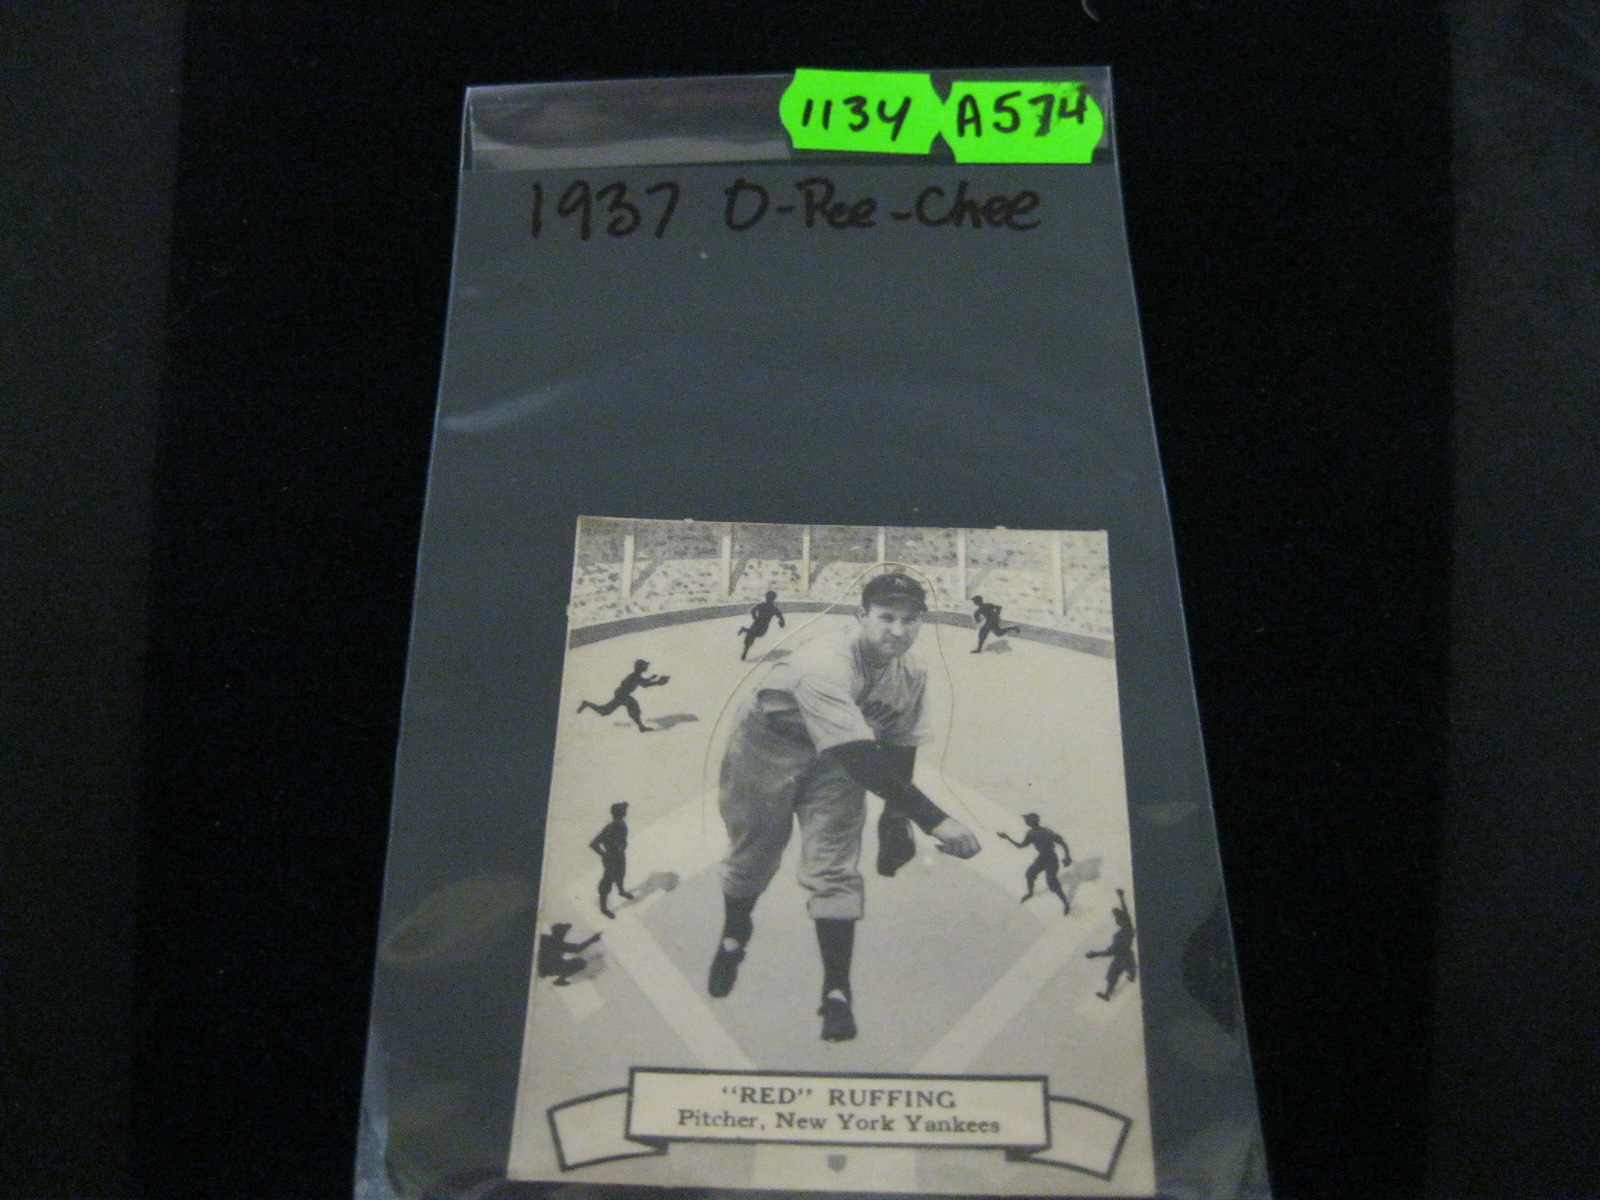 1134 A574
1937 O-Pee-Chee
"RED" RUFFING
Pitcher, New York Yankees